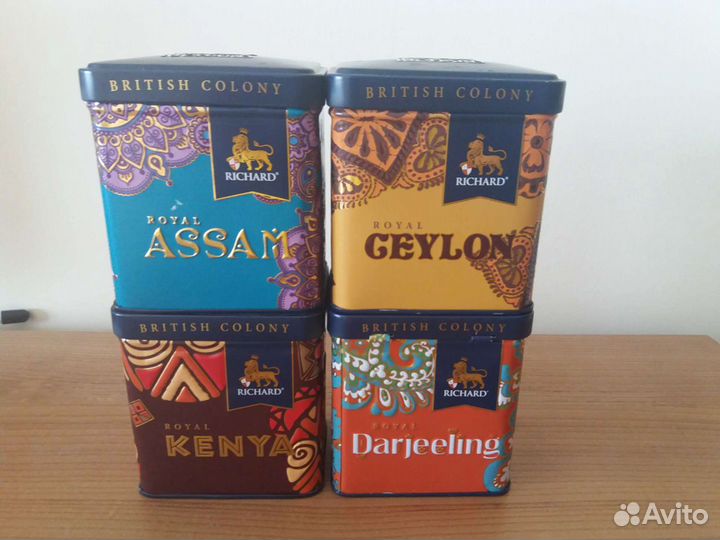 BRITISH COLONY
RICHARD®
ROYAL
ASSAM
BRITISH COLONY
RICHARD®
ROYAL
CEYLON
BRITISH COLONY
RICHARD®
ROYAL
KENYA
BRITISH COLONY
RICHARD®
ROYAL
Darjeeling
Avito